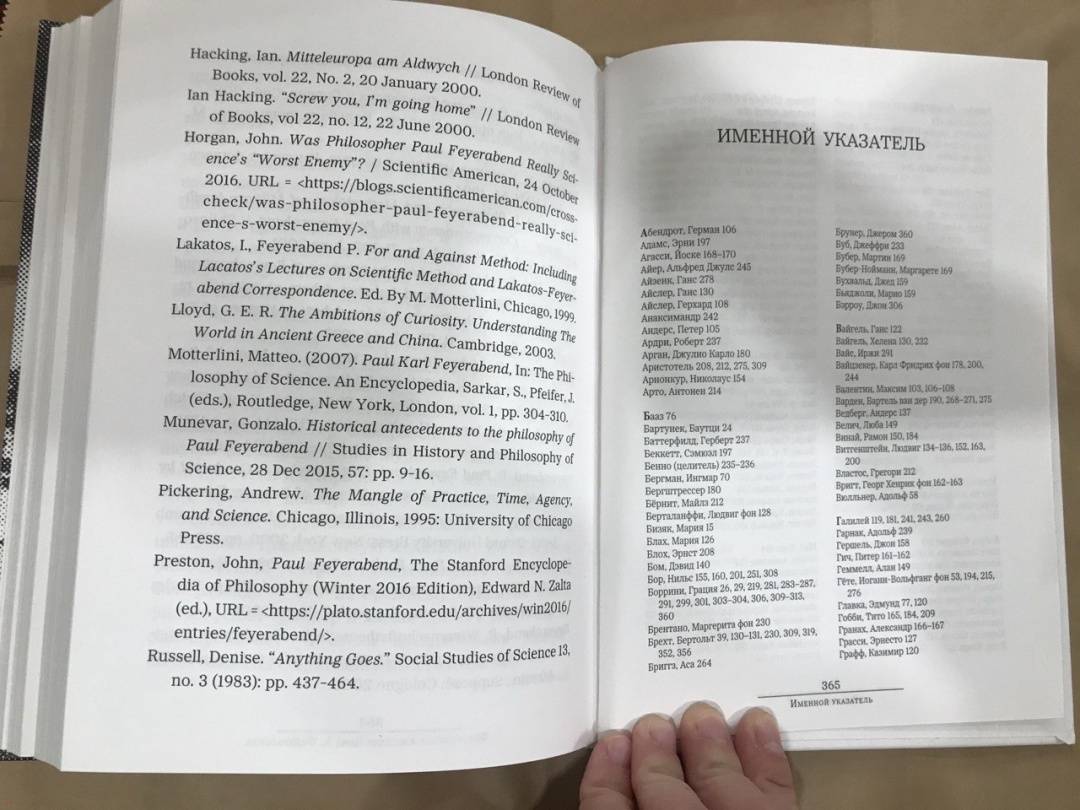 Hacking, Ian. Mitteleuropa am Aldwych // London Review of
Books, vol. 22, No. 2, 20 January 2000.
Ian Hacking. “Screw you, I’m going home” // London Review
of Books, vol 22, no. 12, 22 June 2000.
Horgan, John. Was Philosopher Paul Feyerabend Really Sci-
ence’s “Worst Enemy”? / Scientific American, 24 October
2016. URL = <https://blogs.scientificamerican.com/cross-
check/was-philosopher-paul-feyerabend-really-sci-
ence-s-worst-enemy/>.
Lakatos, I., Feyerabend P. For and Against Method: Including
Lacatos’s Lectures on Scientific Method and Lakatos-Feyer-
abend Correspondence. Ed. By M. Motterlini, Chicago, 1999.
Lloyd, G. E. R. The Ambitions of Curiosity. Understanding The
World in Ancient Greece and China. Cambridge, 2003.
Motterlini, Matteo. (2007). Paul Karl Feyerabend, In: The Phi-
losophy of Science. An Encyclopedia, Sarkar, S., Pfeifer, J.
(eds.), Routledge, New York, London, vol. 1, pp. 304-310.
Munevar, Gonzalo. Historical antecedents to the philosophy of
Paul Feyerabend // Studies in History and Philosophy of
Science, 28 Dec 2015, 57: pp. 9-16.
Pickering, Andrew. The Mangle of Practice, Time, Agency,
and Science. Chicago, Illinois, 1995: University of Chicago
Press.
Preston, John, Paul Feyerabend, The Stanford Encyclope-
dia of Philosophy (Winter 2016 Edition), Edward N. Zalta
(ed.), URL = <https://plato.stanford.edu/archives/win2016/
entries/feyerabend/>.
Russell, Denise. “Anything Goes.” Social Studies of Science 13,
no. 3 (1983): pp. 437-464.
ИМЕННОЙ УКАЗАТЕЛЬ
Абендрот, Герман 106
Адамс, Эрни 197
Агасси, Йоске 168-170
Айер, Альфред Джулс 245
Айзенк, Ганс 278
Айслер, Ганс 130
Айслер, Герхард 108
Анаксимандр 242
Андерс, Петер 105
Ардри, Роберт 237
Арган, Джулио Карло 180
Аристотель 208, 212, 275, 309
Арнонкур, Николаус 154
Арто, Антонен 214
Бааз 76
Вартунек, Баутци 24
Баттерфилд, Герберт 237
Беккетт, Сэмюэл 197
Бенно (целитель) 235-236
Бергман, Ингмар 70
Бергштрессер 180
Бёрнит, Майлз 212
Берталанффи, Людвиг фон 128
Бизяк, Мария 15
Блах, Мария 126
Блох, Эрнст 208
Бом, Дэвид 140
Бор, Нильс 155, 160, 201, 251, 308
Боррини, Грация 26, 29, 219, 281, 283-287,
291, 299, 301, 303-304, 306, 309-313,
360
Брентано, Маргерита фон 230
Брехт, Бертольт 39, 130-131, 230, 309, 319,
352, 356
Бриггз, Аса 264
Брунер, Джером 360
Буб, Джеффри 233
Бубер, Мартин 169
Бубер-Нойманн, Маргарете 169
Бухвальд, Джед 159
Бьяджоли, Марио 159
Бэрроу, Джон 306
Вайгель, Ганс 122
Вайгель, Хелена 130, 232
Вайс, Иржи 291
Вайцзекер, Карл Фридрих фон 178, 200,
244
Валентин, Максим 103, 106-108
Варден, Бартель ван дер 190, 268-271, 275
Ведберг, Андерс 137
Велич, Люба 149
Винай, Рамон 150, 184
Витгенштейн, Людвиг 134-136, 152, 163,
200
Властос, Грегори 212
Вригт, Георг Хенрик фон 162-163
Вюлльнер, Адольф 58
Галилей 119, 181, 241, 243, 260
Гарнак, Адольф 239
Гершель, Джон 158
Гич, Питер 161-162
Геммелл, Алан 149
Гёте, Иоганн-Вольфганг фон 53, 194, 215,
276
Главка, Эдмунд 77, 120
Гобби, Тито 165, 184, 209
Гранах, Александр 166-167
Грасси, Эрнесто 127
Графф, Казимир 120
365
Именной указатель